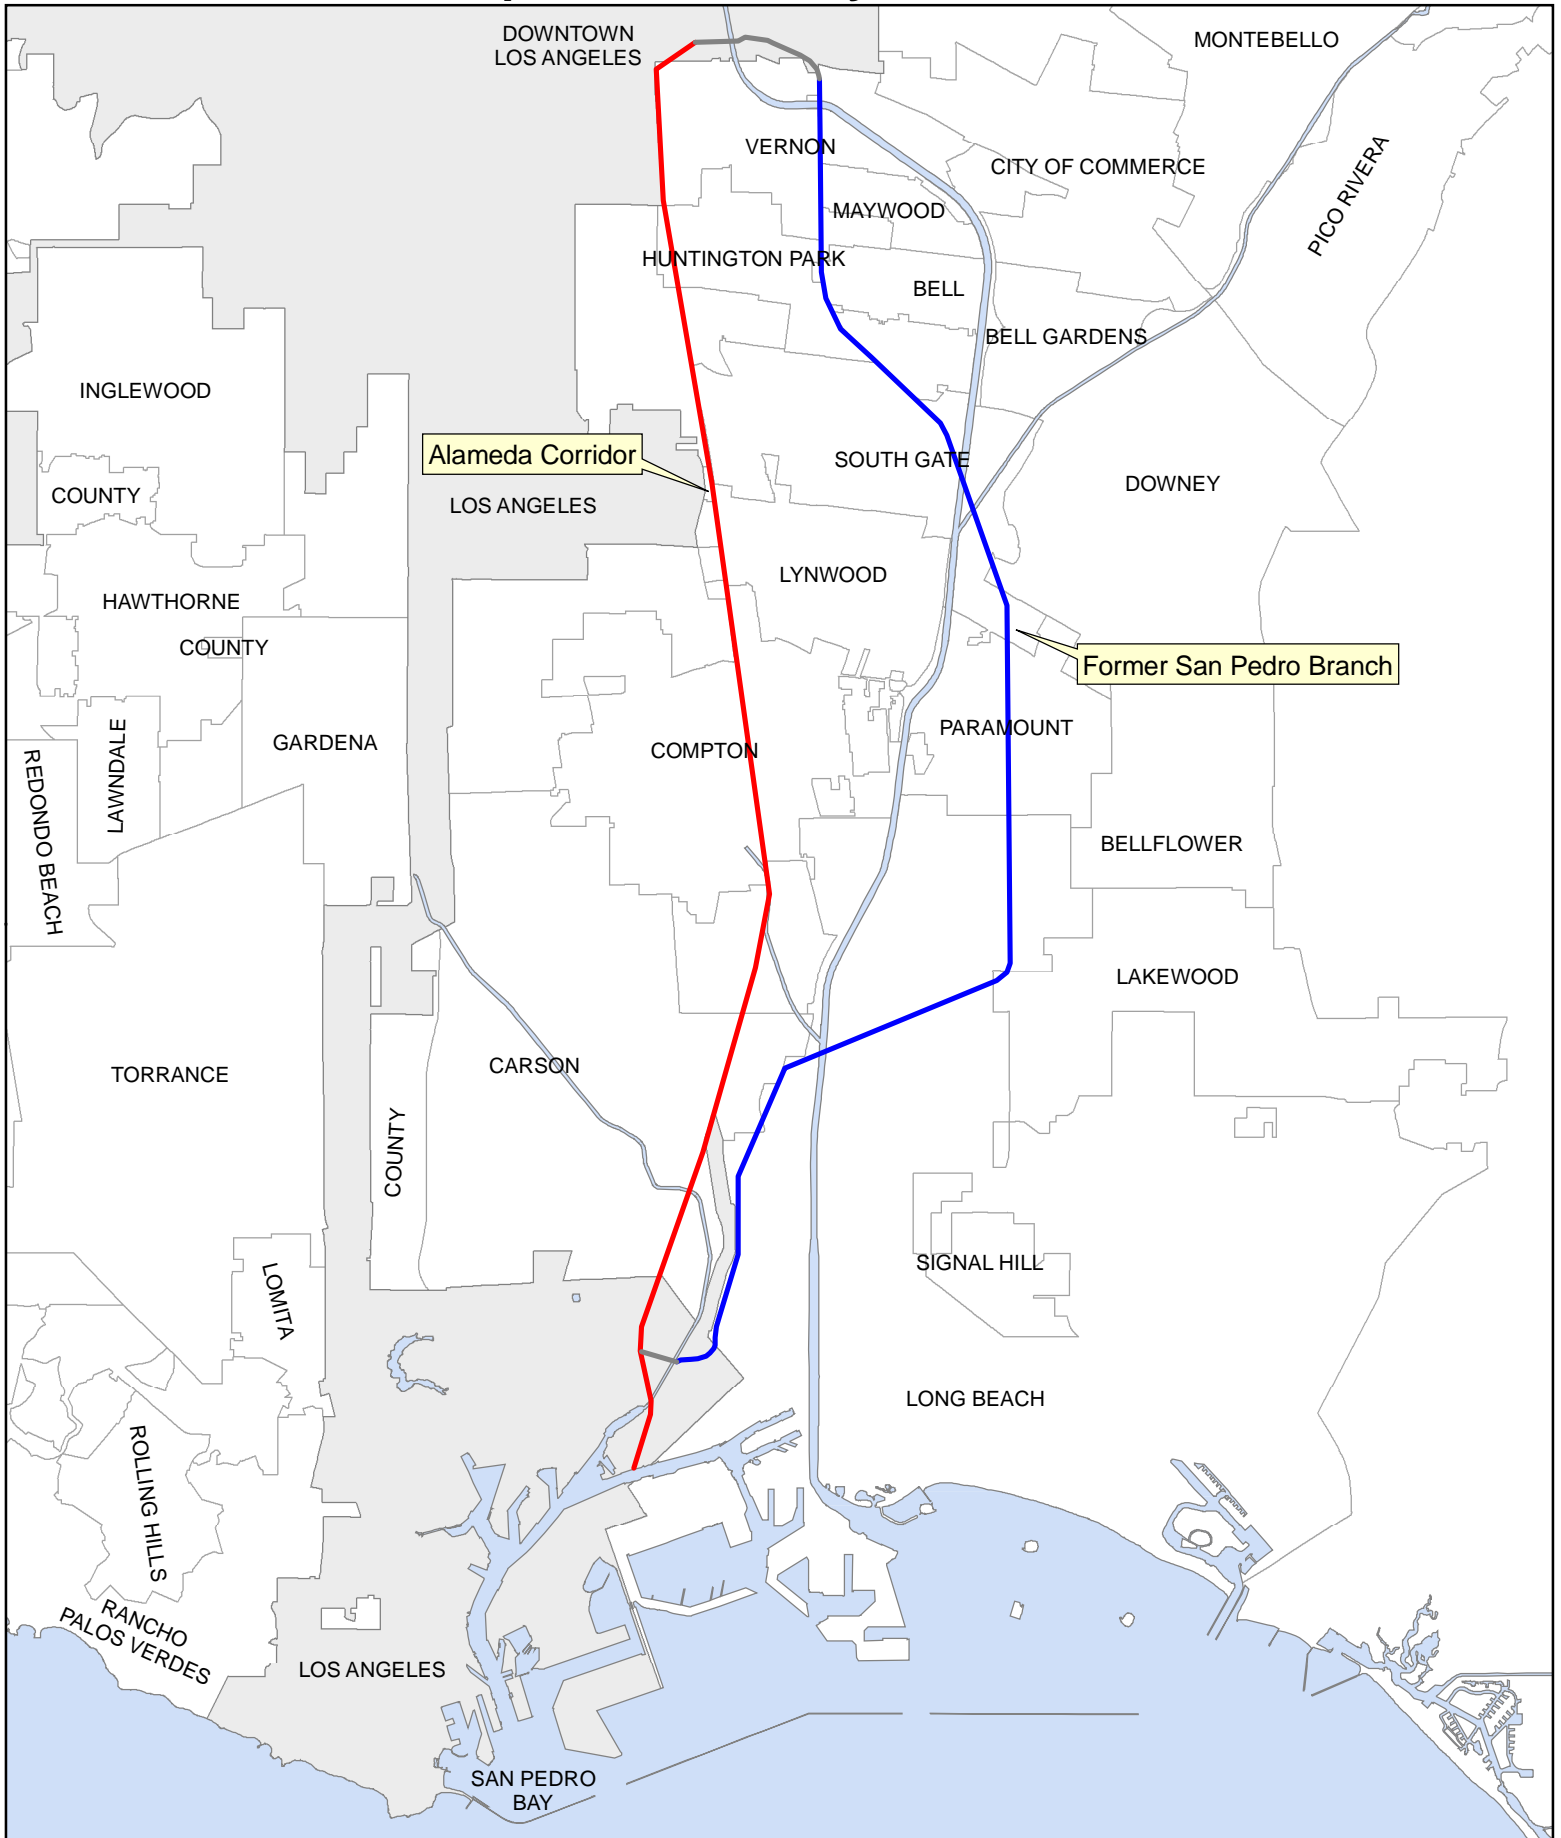 DOWNTOWN
LOS ANGELES
MONTEBELLO
VERNON
CITY OF COMMERCE
PICO RIVERA
MAYWOOD
HUNTINGTON PARK
BELL
BELL GARDENS
INGLEWOOD
Alameda Corridor
SOUTH GATE
DOWNEY
COUNTY
LOS ANGELES
LYNWOOD
HAWTHORNE
COUNTY
Former San Pedro Branch
PARAMOUNT
GARDENA
COMPTON
LAWNDALE
REDONDO BEACH
BELLFLOWER
LAKEWOOD
CARSON
TORRANCE
COUNTY
SIGNAL HILL
LOMITA
LONG BEACH
ROLLING HILLS
RANCHO
PALOS VERDES
LOS ANGELES
SAN PEDRO
BAY